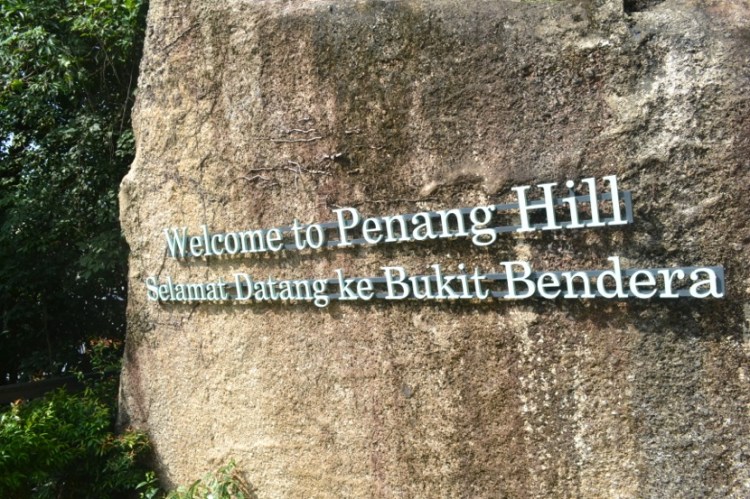 Welcome to Penang Hill
Selamat Datang ke Bukit Bendera